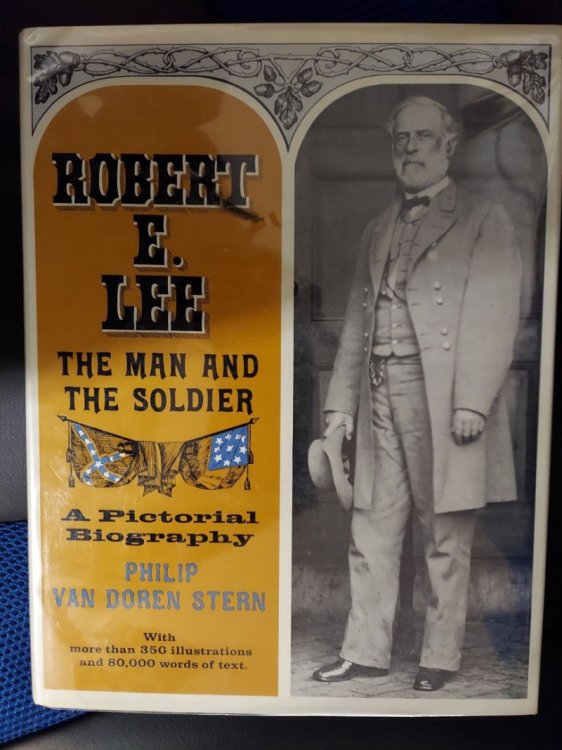 ROBERT
E.
LEE
THE MAN AND
THE SOLDIER
A Pictorial
Biography
PHILIP
VAN DOREN STERN
With
more than 350 illustrations
and 80,000 words of text.